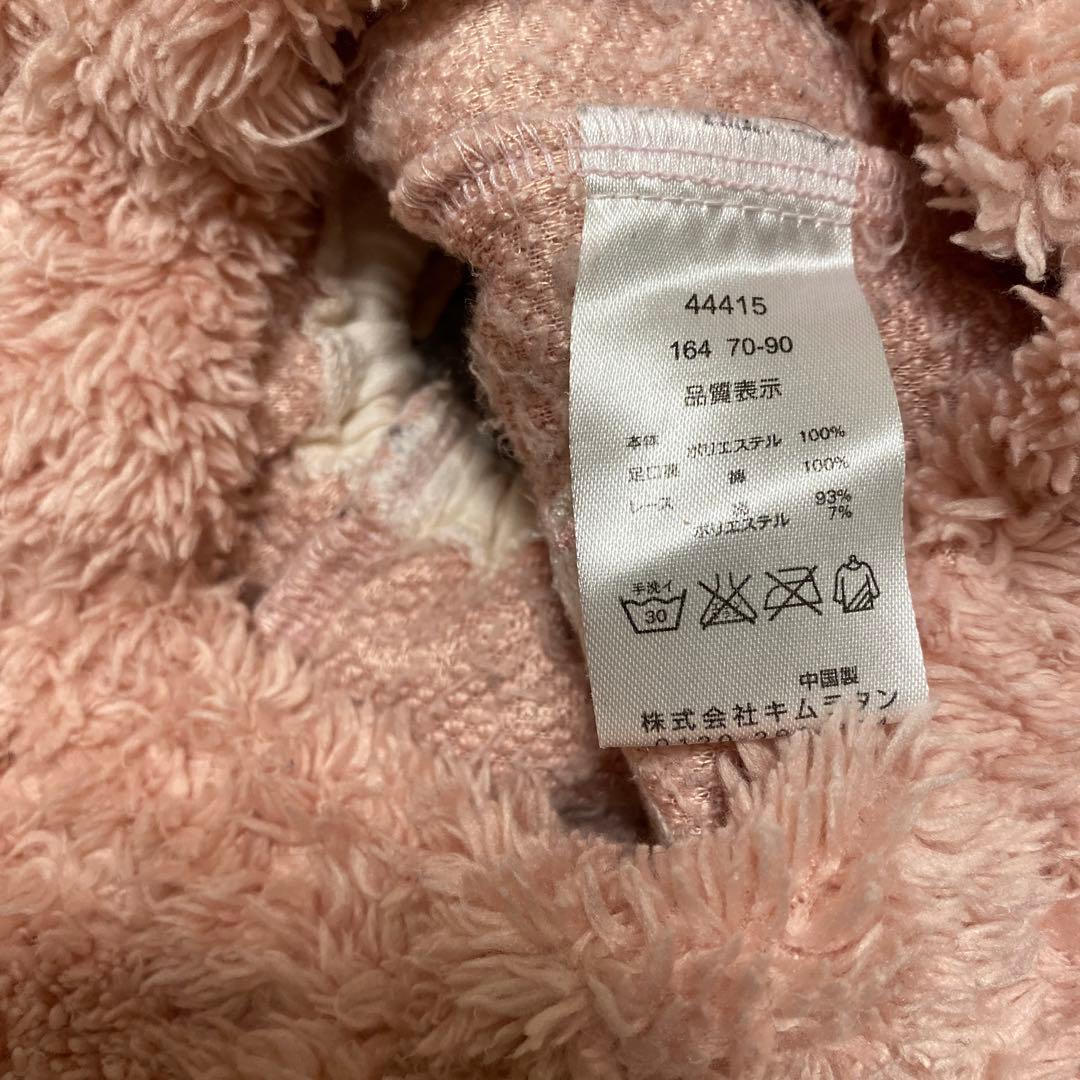 44415
164 70-90
品質表示
本体 ポリエステル 100%
足口裏 綿 100%
レース 綿 93%
ポリエステル 7%
手洗イ
30
中国製
株式会社キムラタン